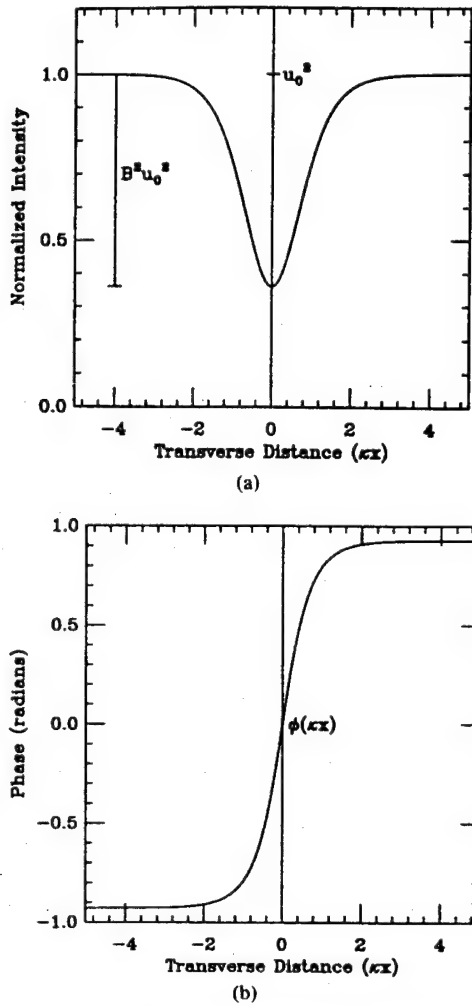 1.0
u₀²
B²u₀²
Normalized Intensity
0.5
0.0
-4 -2 0 2 4
Transverse Distance (κx)
(a)
1.0
0.5
Phase (radians)
0.0
ϕ(κx)
-0.5
-1.0
-4 -2 0 2 4
Transverse Distance (κx)
(b)